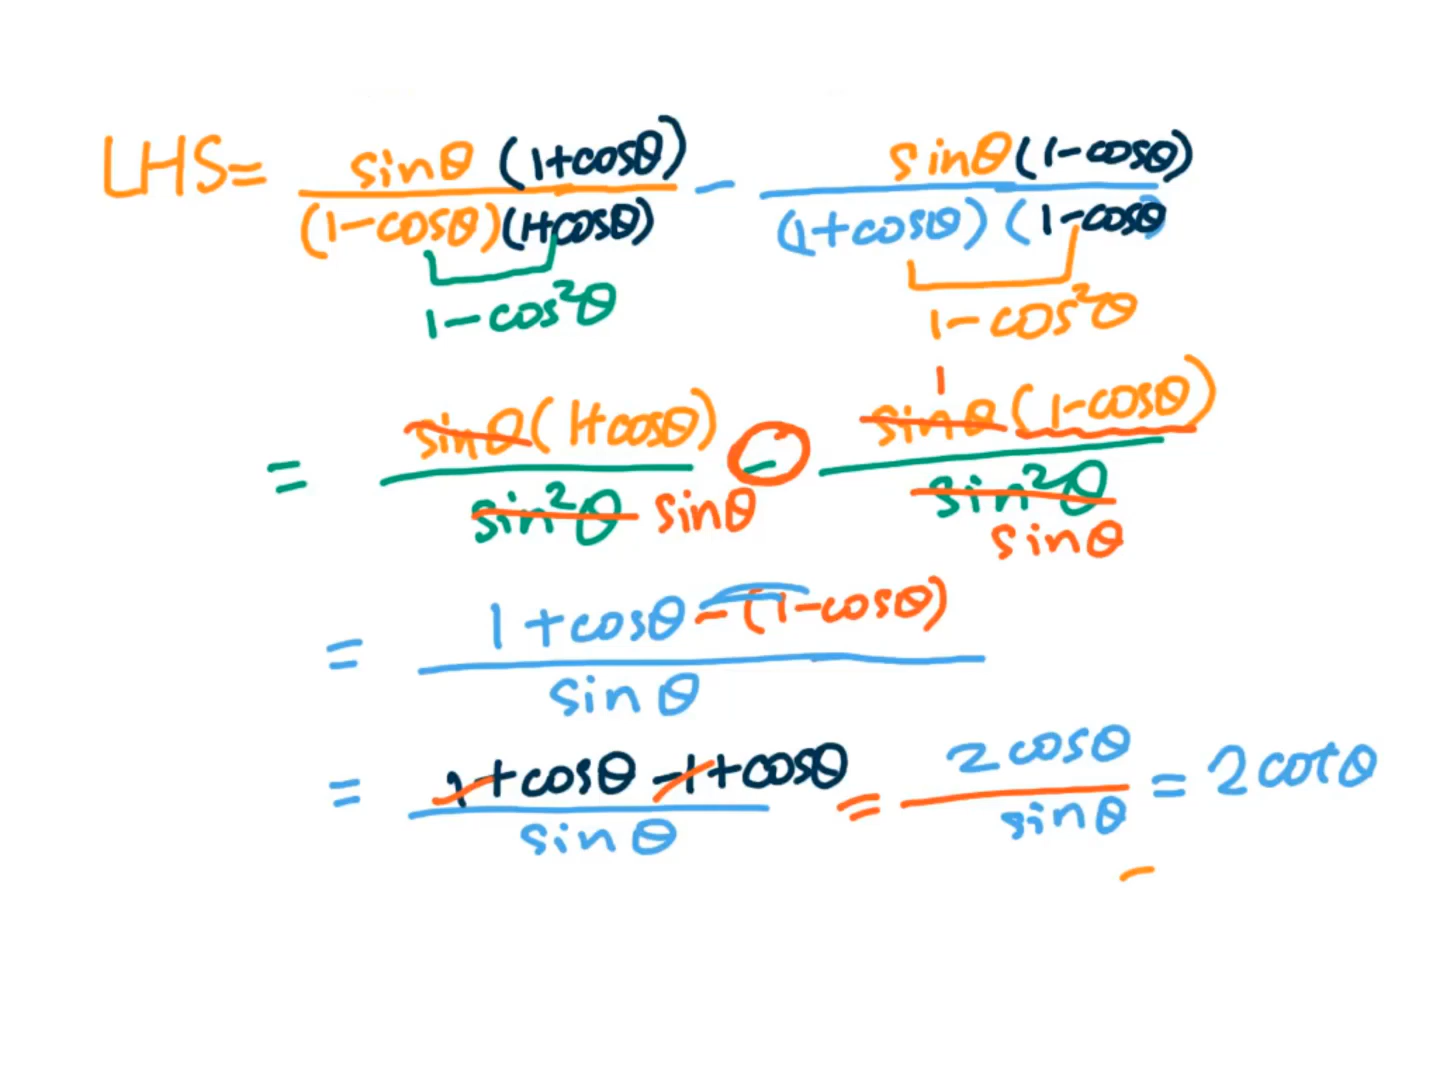 LHS = sinθ (1+cosθ) / (1-cosθ)(1+cosθ) - sinθ(1-cosθ) / (1+cosθ)(1-cosθ)
1-cos²θ 1-cos²θ
1
= sinθ(1+cosθ) / sin²θ sinθ - sinθ(1-cosθ) / sin²θ
sinθ
= 1+cosθ-(1-cosθ) / sinθ
= 1+cosθ-1+cosθ / sinθ = 2cosθ / sinθ = 2cotθ